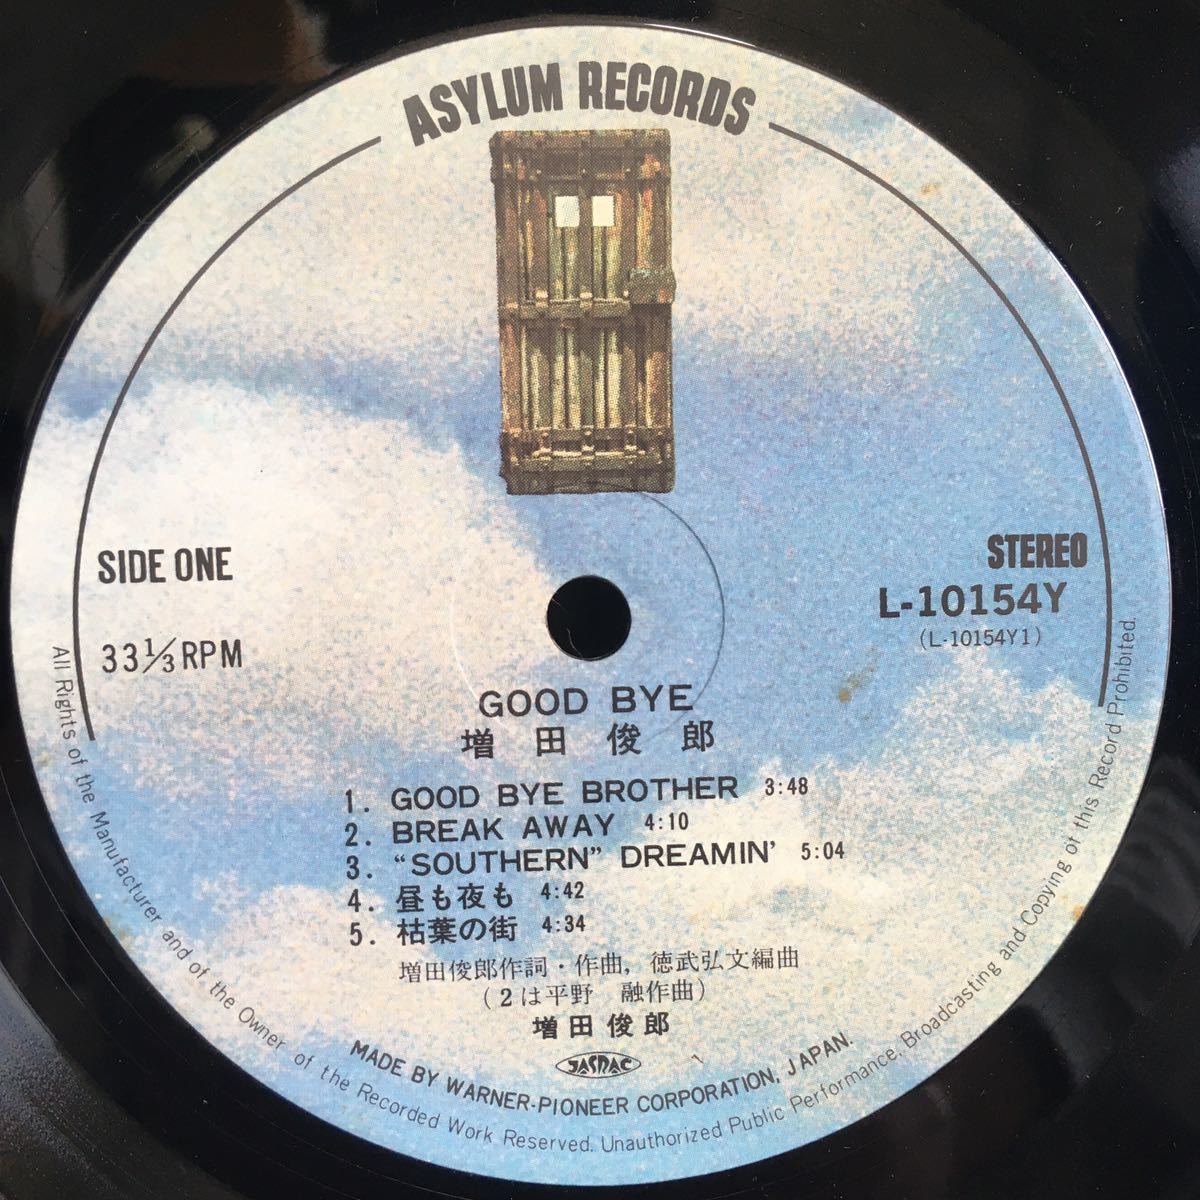 ASYLUM RECORDS
SIDE ONE
33⅓ RPM
STEREO
L-10154Y
(L-10154Y1)
GOOD BYE
増田俊郎
1. GOOD BYE BROTHER 3:48
2. BREAK AWAY 4:10
3. “SOUTHERN” DREAMIN’ 5:04
4. 昼も夜も 4:42
5. 枯葉の街 4:34
増田俊郎作詞・作曲, 徳武弘文編曲
(2は平野 融作曲)
増田俊郎
JASRAC
MADE BY WARNER-PIONEER CORPORATION, JAPAN.
All Rights of the Manufacturer and of the Owner of the Recorded Work Reserved. Unauthorized Public Performance, Broadcasting and Copying of this Record Prohibited.